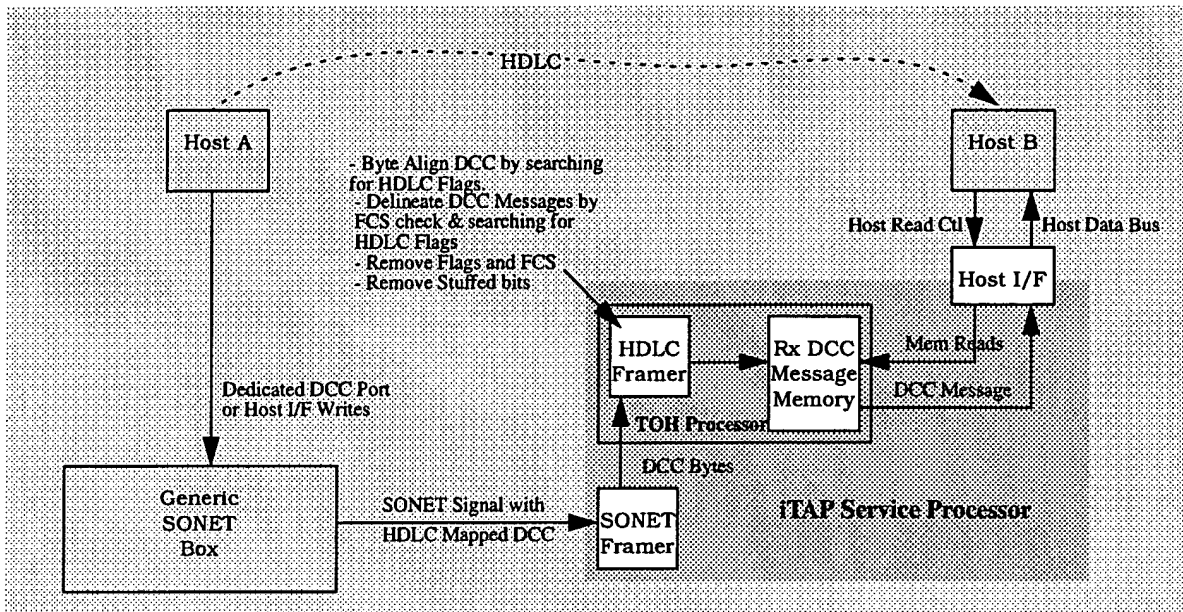 HDLC
Host A
Host B
- Byte Align DCC by searching
for HDLC Flags.
- Delineate DCC Messages by
FCS check & searching for
HDLC Flags
- Remove Flags and FCS
- Remove Stuffed bits
Host Read Ctl
Host Data Bus
Host I/F
HDLC
Framer
Rx DCC
Message
Memory
Mem Reads
DCC Message
TOH Processor
Dedicated DCC Port
or Host I/F Writes
DCC Bytes
Generic
SONET
Box
SONET Signal with
HDLC Mapped DCC
SONET
Framer
iTAP Service Processor